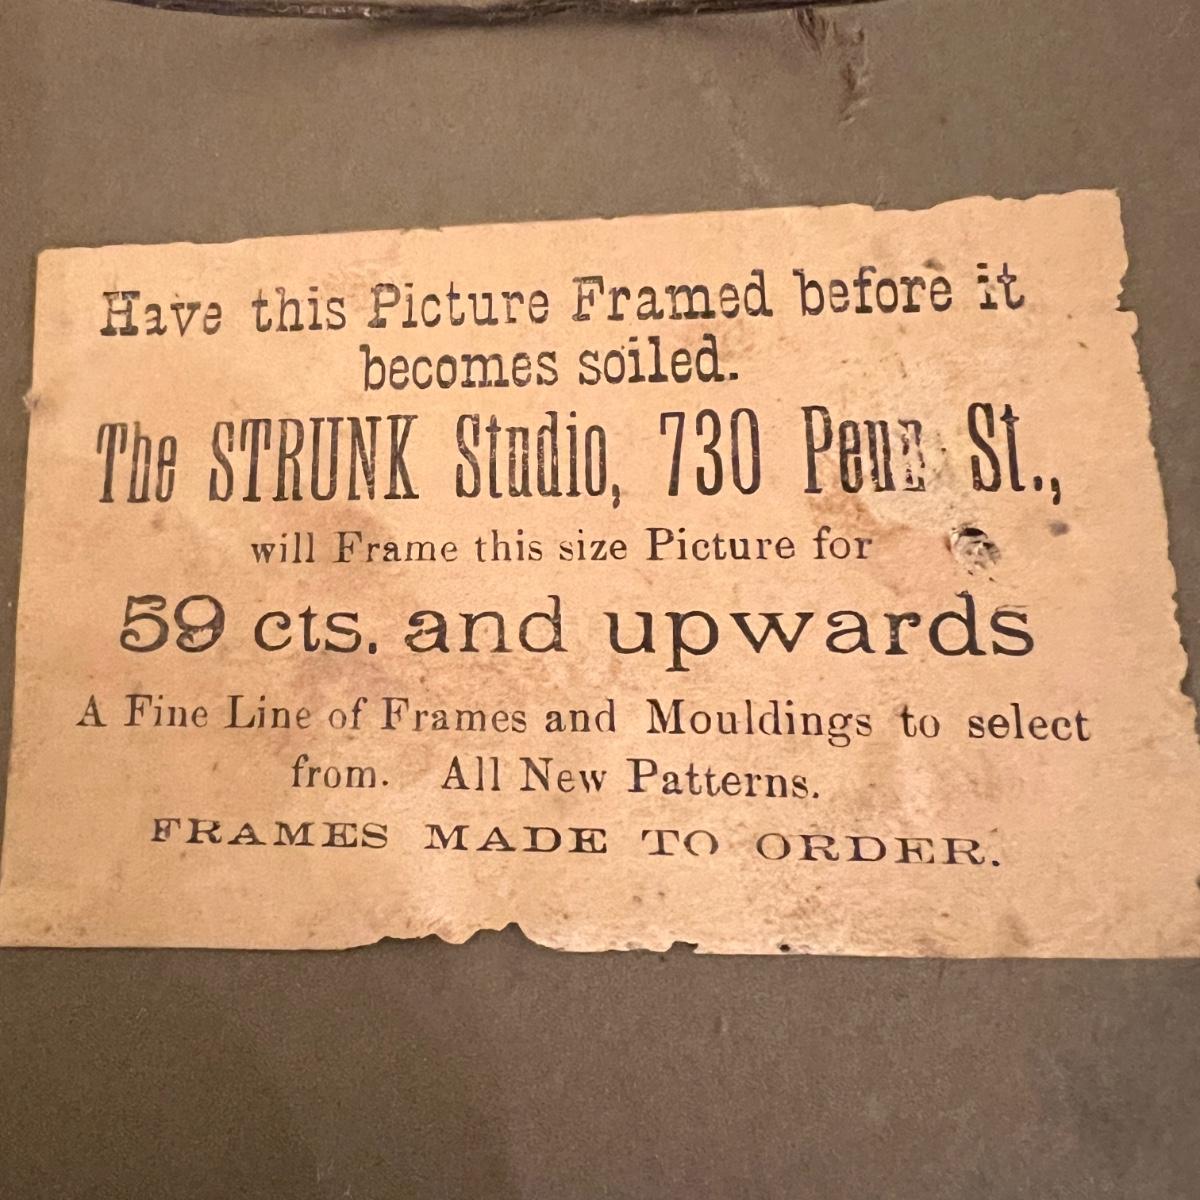 Have this Picture Framed before it
becomes soiled.
The STRUNK Studio, 730 Penn St.,
will Frame this size Picture for
59 cts. and upwards
A Fine Line of Frames and Mouldings to select
from. All New Patterns.
FRAMES MADE TO ORDER.